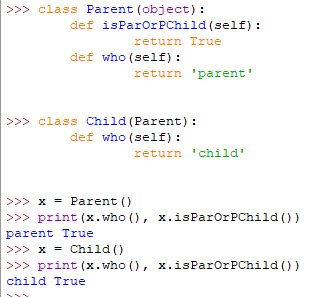 >>> class Parent(object):
        def isParOrPChild(self):
                return True
        def who(self):
                return 'parent'
>>> class Child(Parent):
        def who(self):
                return 'child'
>>> x = Parent()
>>> print(x.who(), x.isParOrPChild())
parent True
>>> x = Child()
>>> print(x.who(), x.isParOrPChild())
child True
>>>